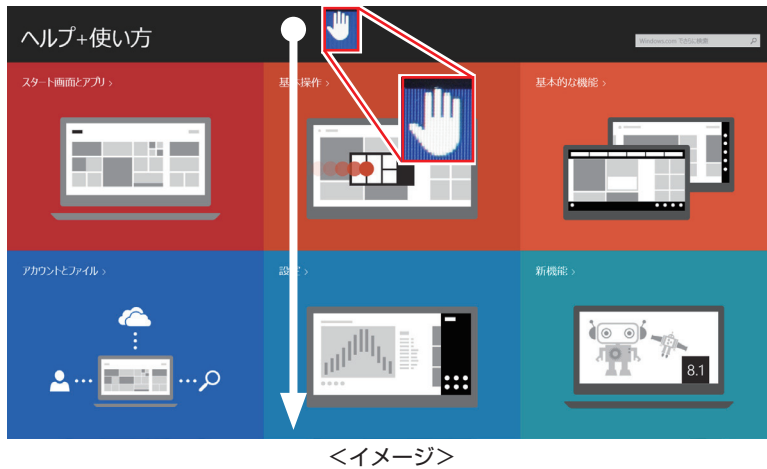 ヘルプ+使い方
Windows.com でさらに検索
スタート画面とアプリ >
基本操作 >
基本的な機能 >
アカウントとファイル >
設定 >
新機能 >
8.1
＜イメージ＞